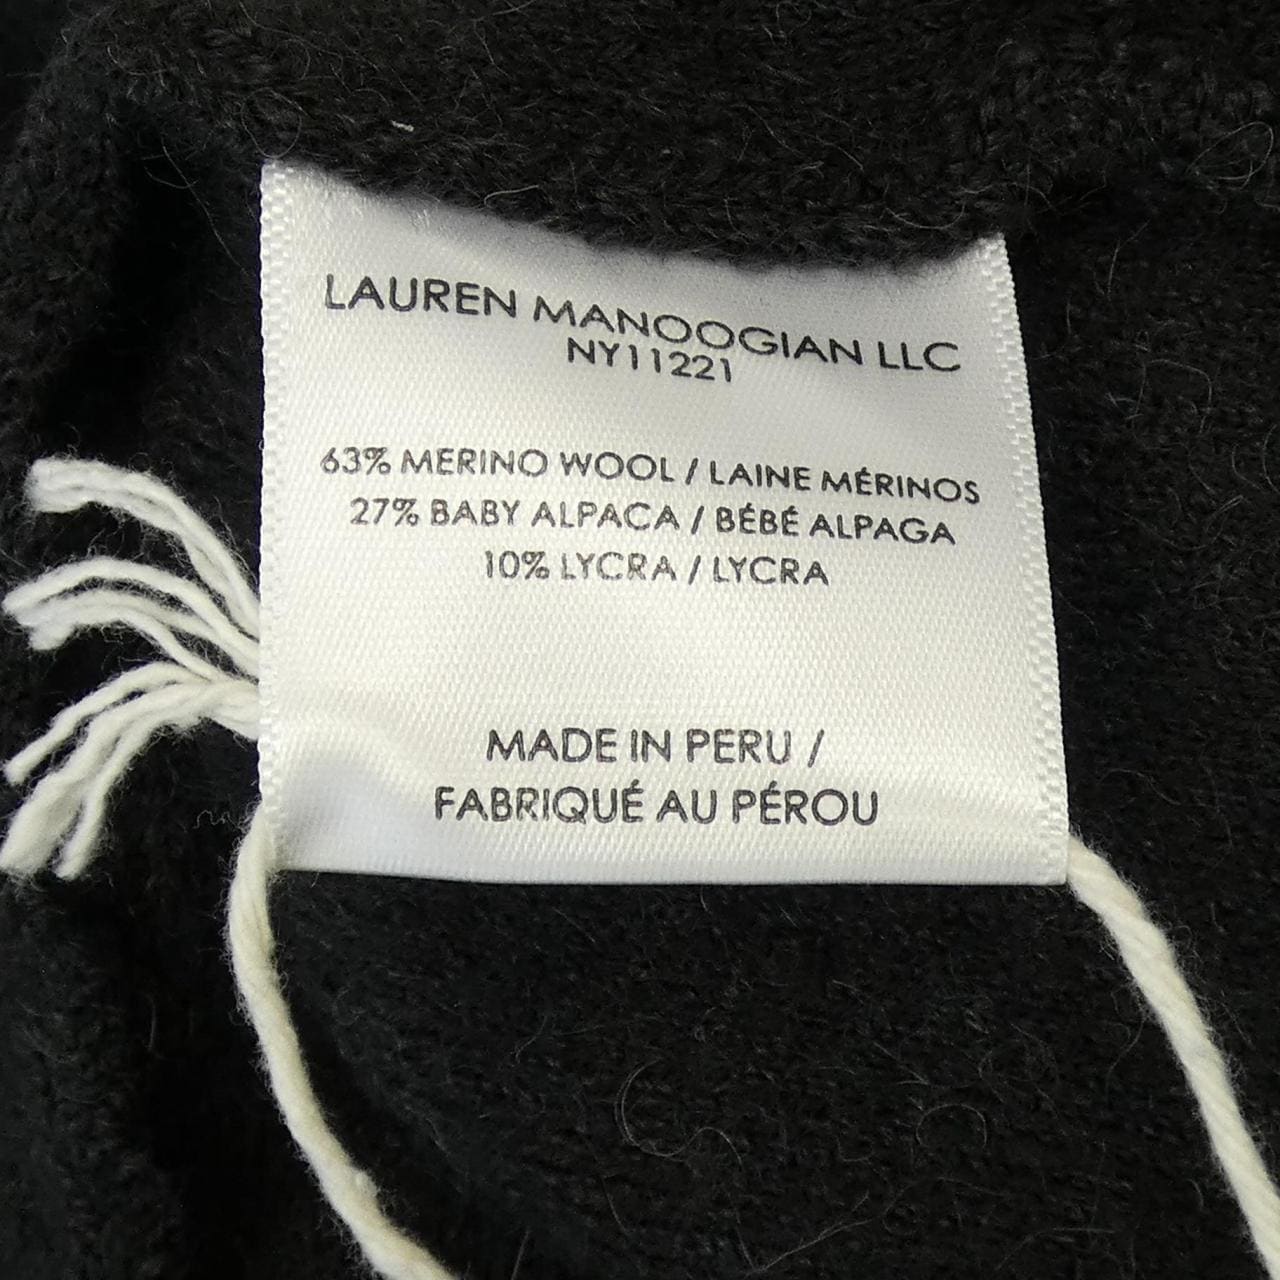 LAUREN MANOOGIAN LLC
NY11221
63% MERINO WOOL / LAINE MÉRINOS
27% BABY ALPACA / BÉBÉ ALPAGA
10% LYCRA / LYCRA
MADE IN PERU /
FABRIQUÉ AU PÉROU